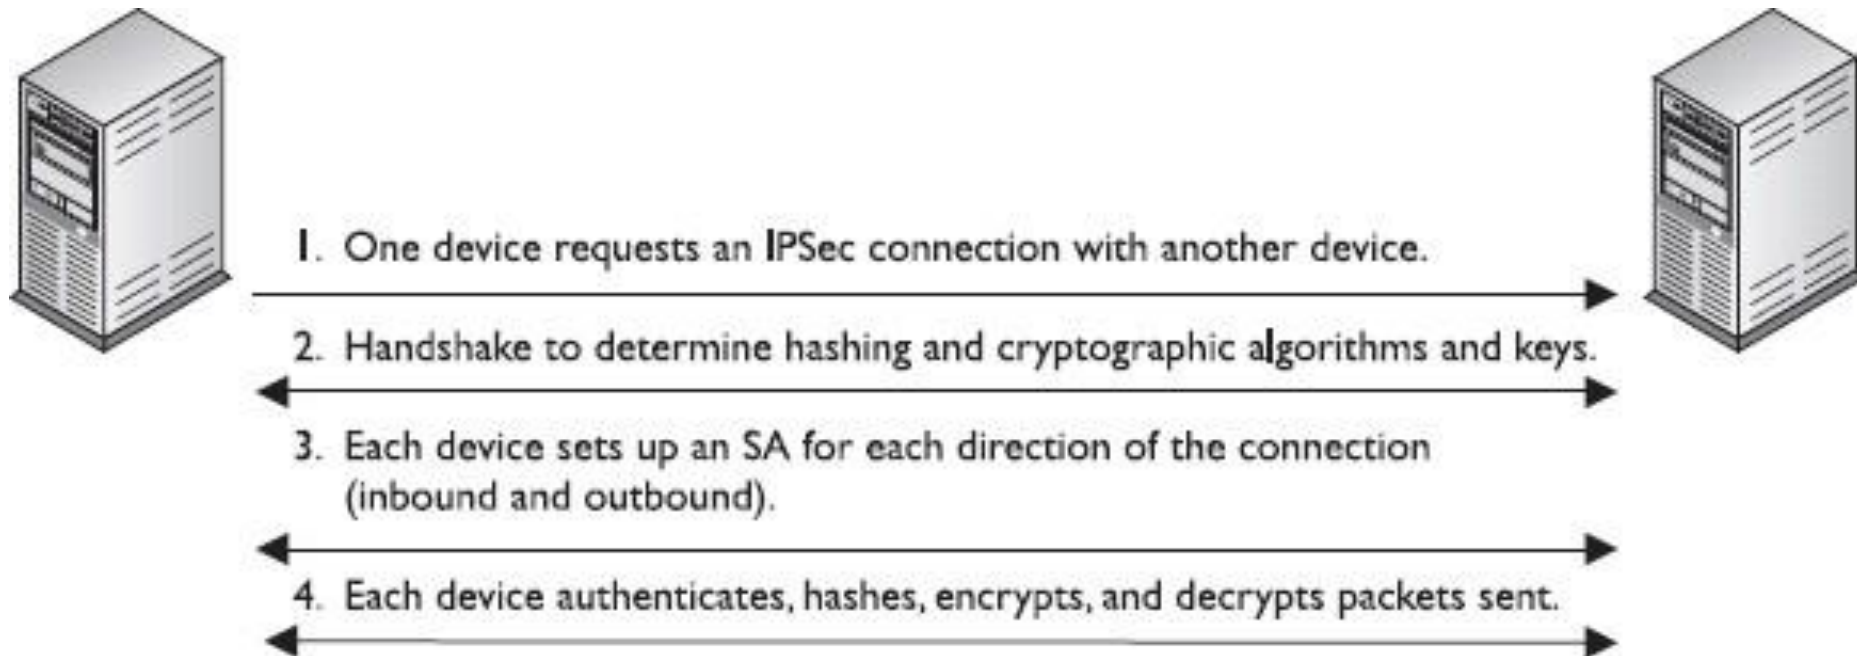 1. One device requests an IPSec connection with another device.
2. Handshake to determine hashing and cryptographic algorithms and keys.
3. Each device sets up an SA for each direction of the connection
(inbound and outbound).
4. Each device authenticates, hashes, encrypts, and decrypts packets sent.